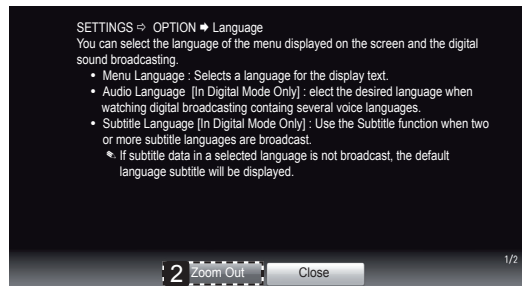 SETTINGS ⇨ OPTION ➡ Language
You can select the language of the menu displayed on the screen and the digital
sound broadcasting.
• Menu Language : Selects a language for the display text.
• Audio Language [In Digital Mode Only] : elect the desired language when
watching digital broadcasting containg several voice languages.
• Subtitle Language [In Digital Mode Only] : Use the Subtitle function when two
or more subtitle languages are broadcast.
✎ If subtitle data in a selected language is not broadcast, the default
language subtitle will be displayed.
1/2
2 Zoom Out Close